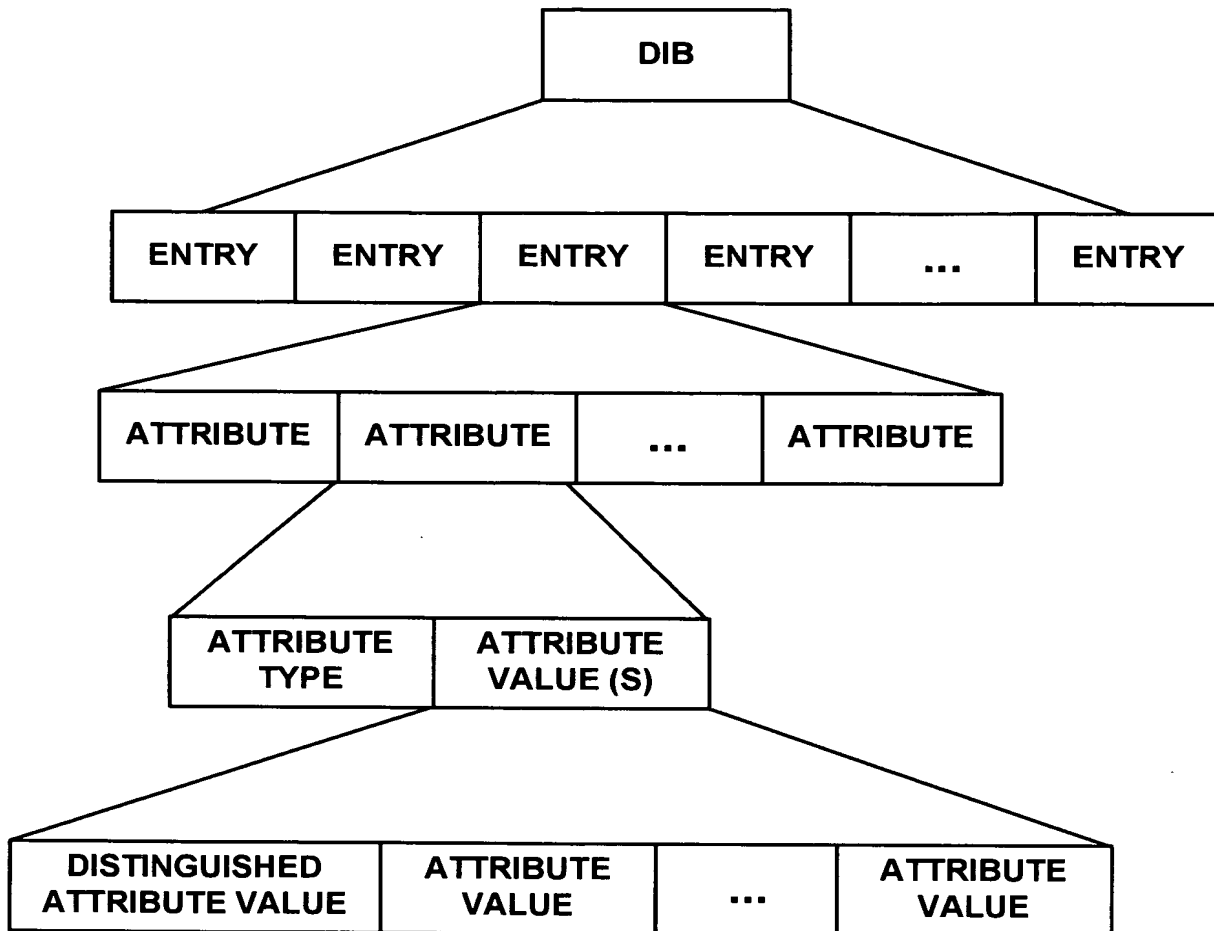 DIB
ENTRY ENTRY ENTRY ENTRY ... ENTRY
ATTRIBUTE ATTRIBUTE ... ATTRIBUTE
ATTRIBUTE TYPE
ATTRIBUTE VALUE (S)
DISTINGUISHED ATTRIBUTE VALUE
ATTRIBUTE VALUE
...
ATTRIBUTE VALUE